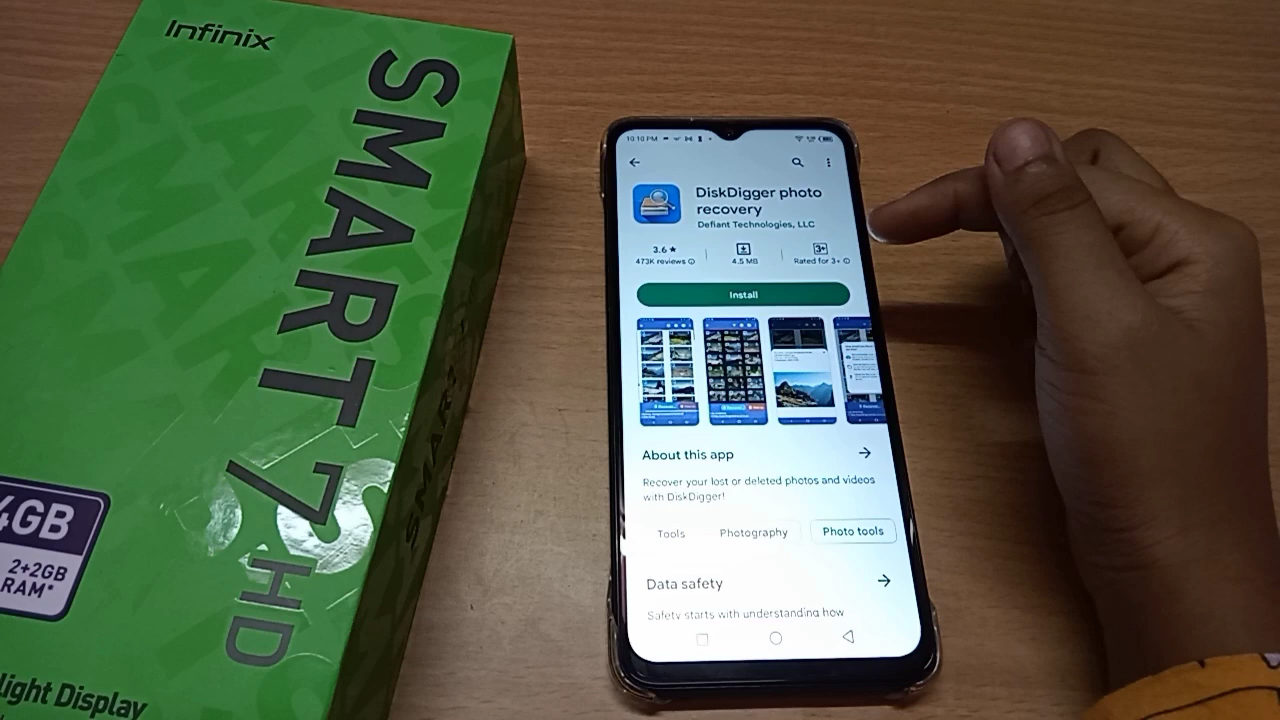 Infinix
SMART 7 HD
4GB
2+2GB
RAM*
light Display
SMART
10:10 PM
DiskDigger photo
recovery
Defiant Technologies, LLC
3.6 ★
473K reviews
4.5 MB
3+
Rated for 3+
Install
About this app
Recover your lost or deleted photos and videos
with DiskDigger!
Tools
Photography
Photo tools
Data safety
Safety starts with understanding how